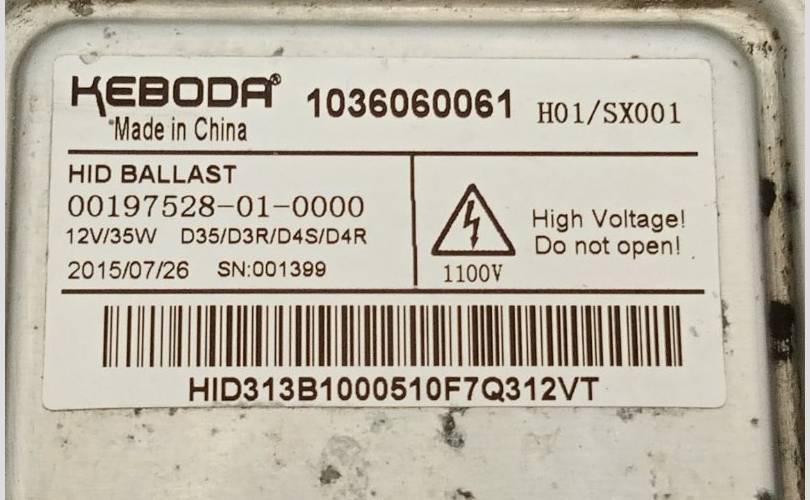 KEBODA® 1036060061 H01/SX001
Made in China
HID BALLAST
00197528-01-0000
12V/35W D35/D3R/D4S/D4R
2015/07/26 SN:001399
High Voltage!
Do not open!
1100V
HID313B1000510F7Q312VT